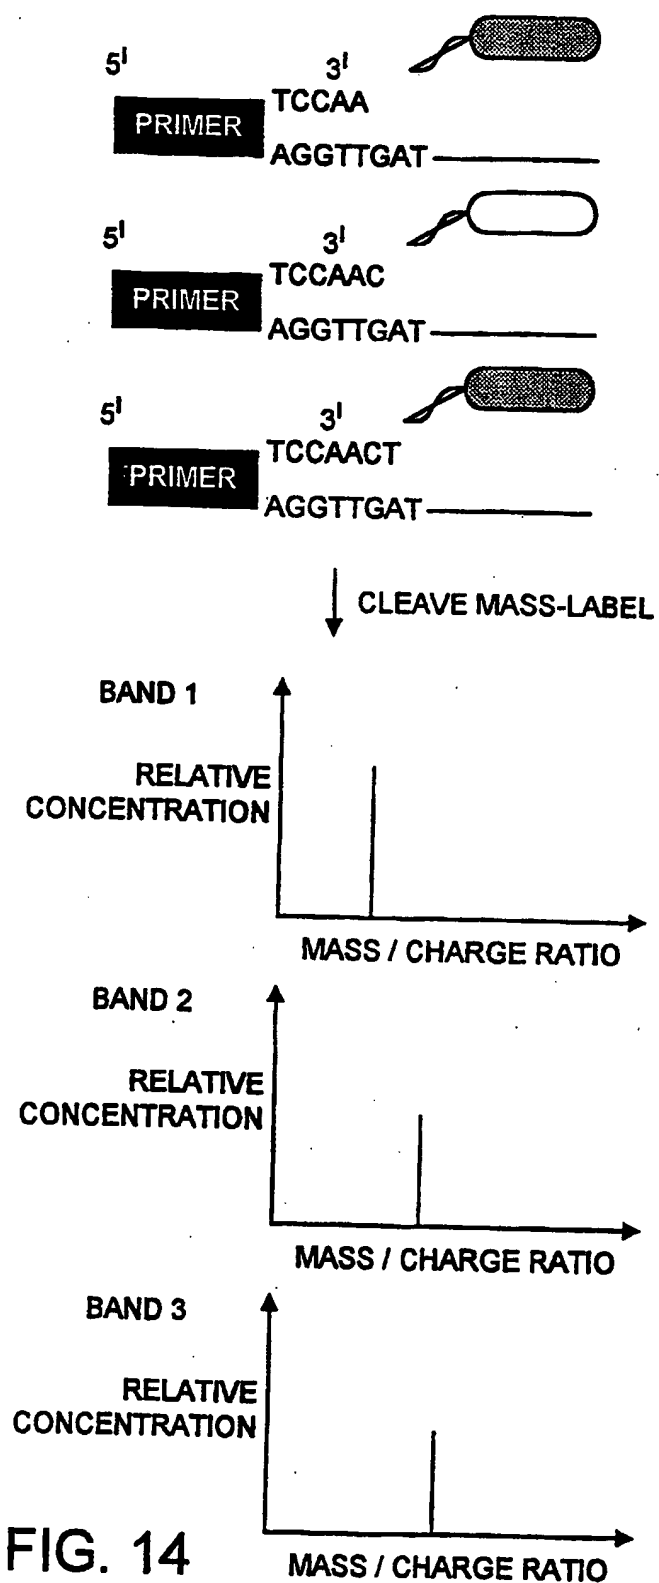 5' 3'
TCCAA
PRIMER
AGGTTGAT
5' 3'
TCCAAC
PRIMER
AGGTTGAT
5' 3'
TCCAACT
PRIMER
AGGTTGAT
CLEAVE MASS-LABEL
BAND 1
RELATIVE
CONCENTRATION
MASS / CHARGE RATIO
BAND 2
RELATIVE
CONCENTRATION
MASS / CHARGE RATIO
BAND 3
RELATIVE
CONCENTRATION
MASS / CHARGE RATIO
FIG. 14